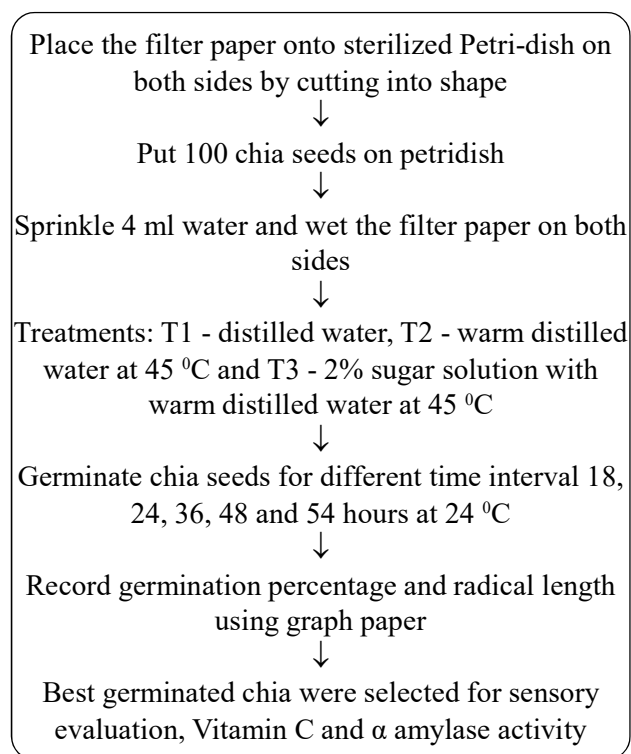 Place the filter paper onto sterilized Petri-dish on
both sides by cutting into shape
↓
Put 100 chia seeds on petridish
↓
Sprinkle 4 ml water and wet the filter paper on both
sides
↓
Treatments: T1 - distilled water, T2 - warm distilled
water at 45 ⁰C and T3 - 2% sugar solution with
warm distilled water at 45 ⁰C
↓
Germinate chia seeds for different time interval 18,
24, 36, 48 and 54 hours at 24 ⁰C
↓
Record germination percentage and radical length
using graph paper
↓
Best germinated chia were selected for sensory
evaluation, Vitamin C and α amylase activity